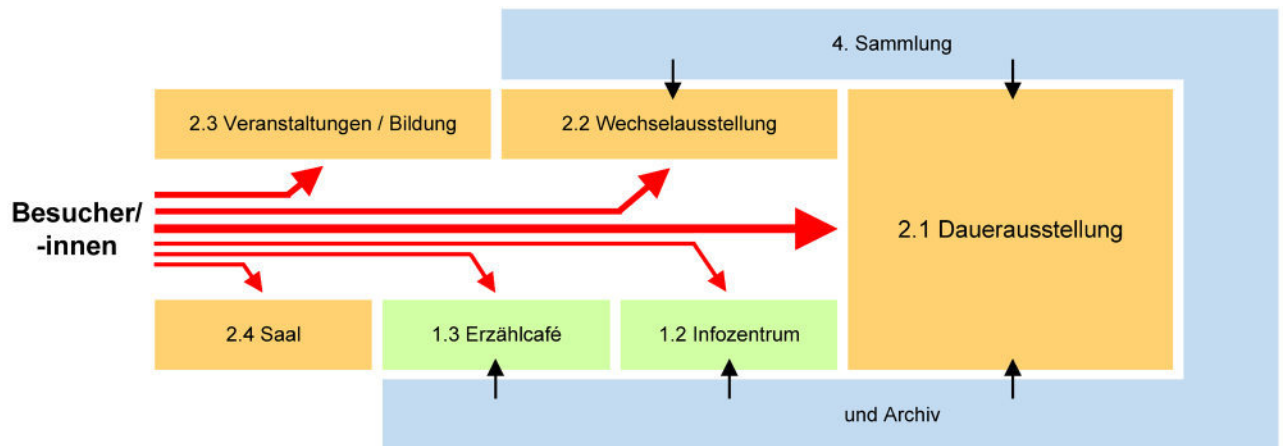 4. Sammlung
2.3 Veranstaltungen / Bildung
2.2 Wechselausstellung
Besucher/
-innen
2.1 Dauerausstellung
2.4 Saal
1.3 Erzählcafé
1.2 Infozentrum
und Archiv